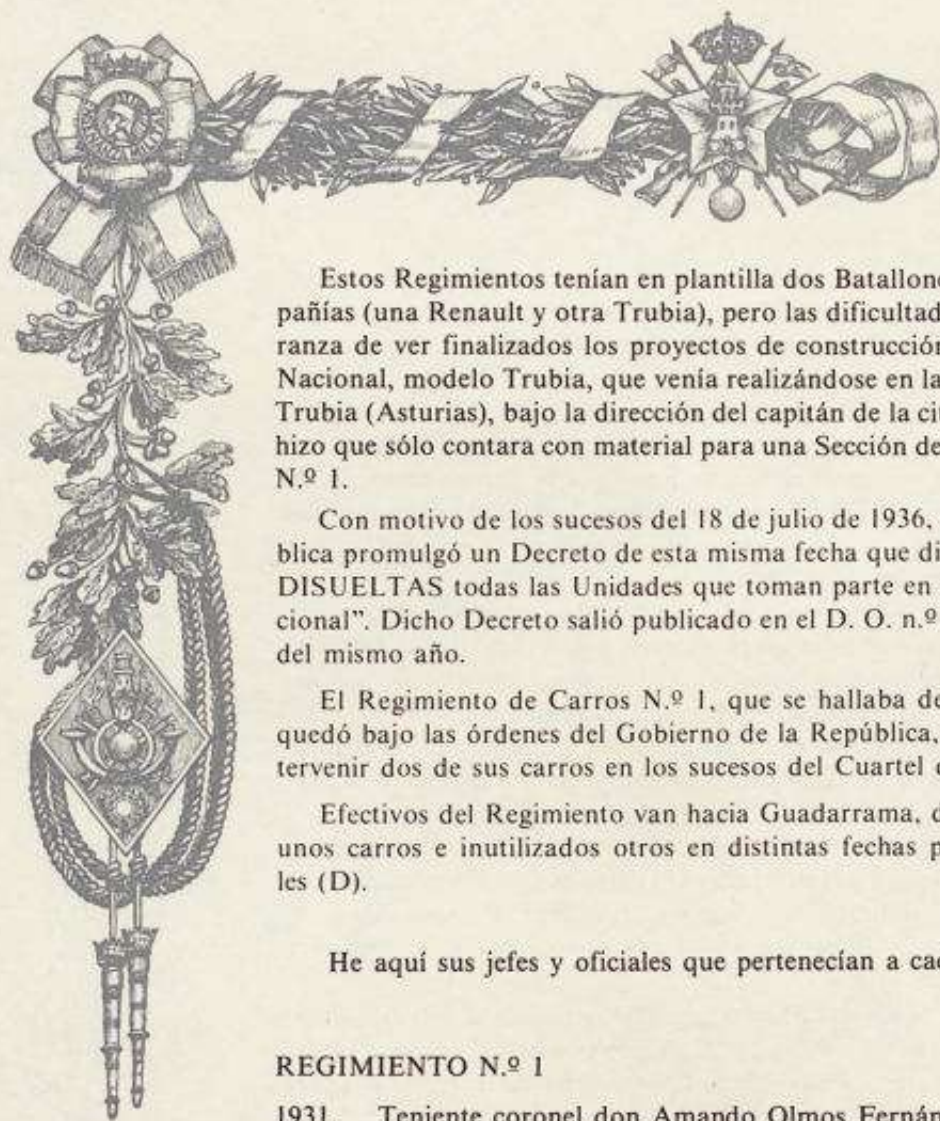 Estos Regimientos tenían en plantilla dos Batallone
pañías (una Renault y otra Trubia), pero las dificultad
ranza de ver finalizados los proyectos de construcción
Nacional, modelo Trubia, que venía realizándose en la
Trubia (Asturias), bajo la dirección del capitán de la ci
hizo que sólo contara con material para una Sección de
N.º 1.
Con motivo de los sucesos del 18 de julio de 1936,
blica promulgó un Decreto de esta misma fecha que di
DISUELTAS todas las Unidades que toman parte en
cional”. Dicho Decreto salió publicado en el D. O. n.º
del mismo año.
El Regimiento de Carros N.º 1, que se hallaba de
quedó bajo las órdenes del Gobierno de la República,
tervenir dos de sus carros en los sucesos del Cuartel
Efectivos del Regimiento van hacia Guadarrama,
unos carros e inutilizados otros en distintas fechas p
les (D).
He aquí sus jefes y oficiales que pertenecían a ca
REGIMIENTO N.º 1
1931. Teniente coronel don Amando Olmos Fernán